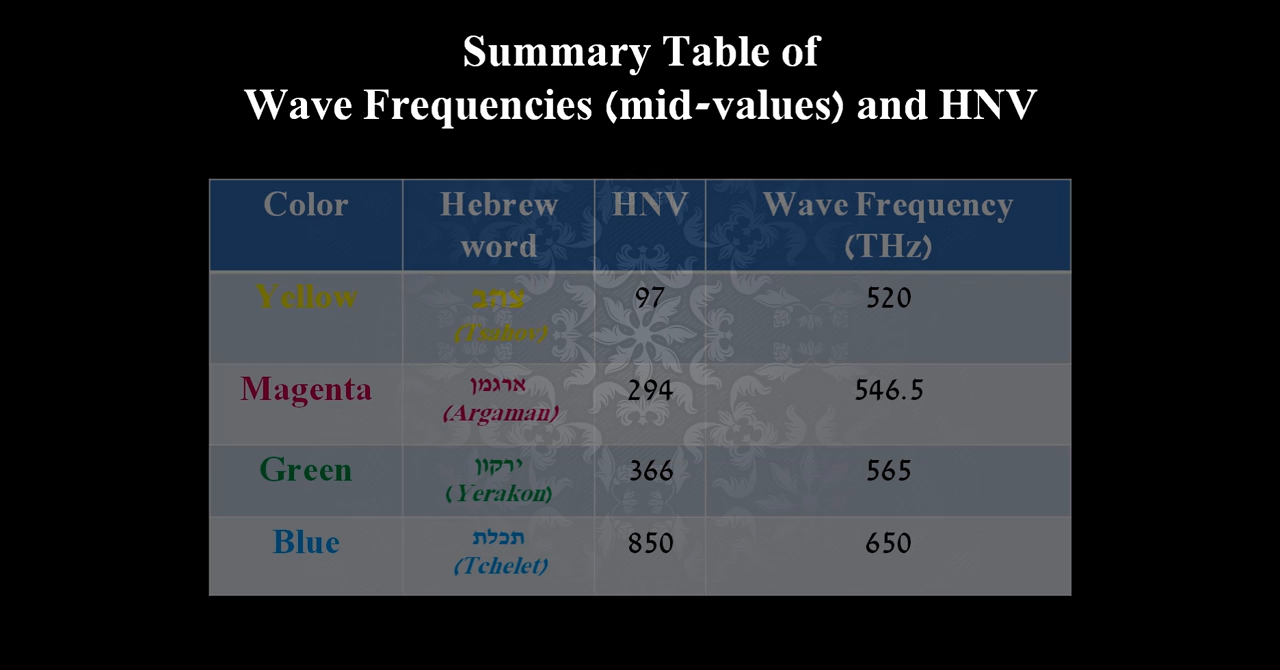 Summary Table of
Wave Frequencies (mid-values) and HNV
Color Hebrew word HNV Wave Frequency (THz)
Yellow צהב 97 520
(Tsahov)
Magenta ארגמן 294 546.5
(Argaman)
Green ירקון 366 565
(Yerakon)
Blue תכלת 850 650
(Tchelet)